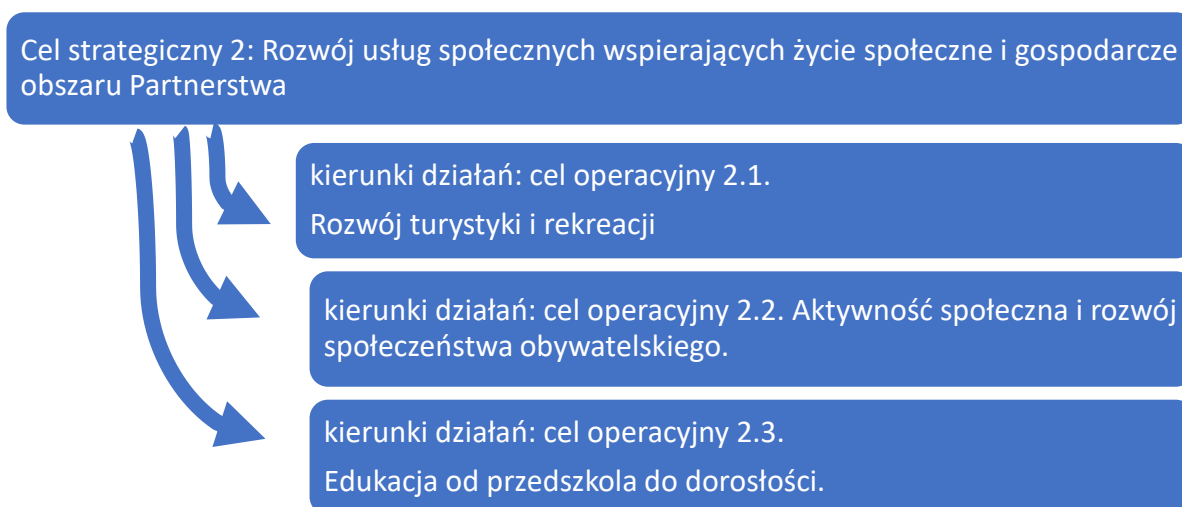 Cel strategiczny 2: Rozwój usług społecznych wspierających życie społeczne i gospodarcze
obszaru Partnerstwa
kierunki działań: cel operacyjny 2.1.
Rozwój turystyki i rekreacji
kierunki działań: cel operacyjny 2.2. Aktywność społeczna i rozwój
społeczeństwa obywatelskiego.
kierunki działań: cel operacyjny 2.3.
Edukacja od przedszkola do dorosłości.